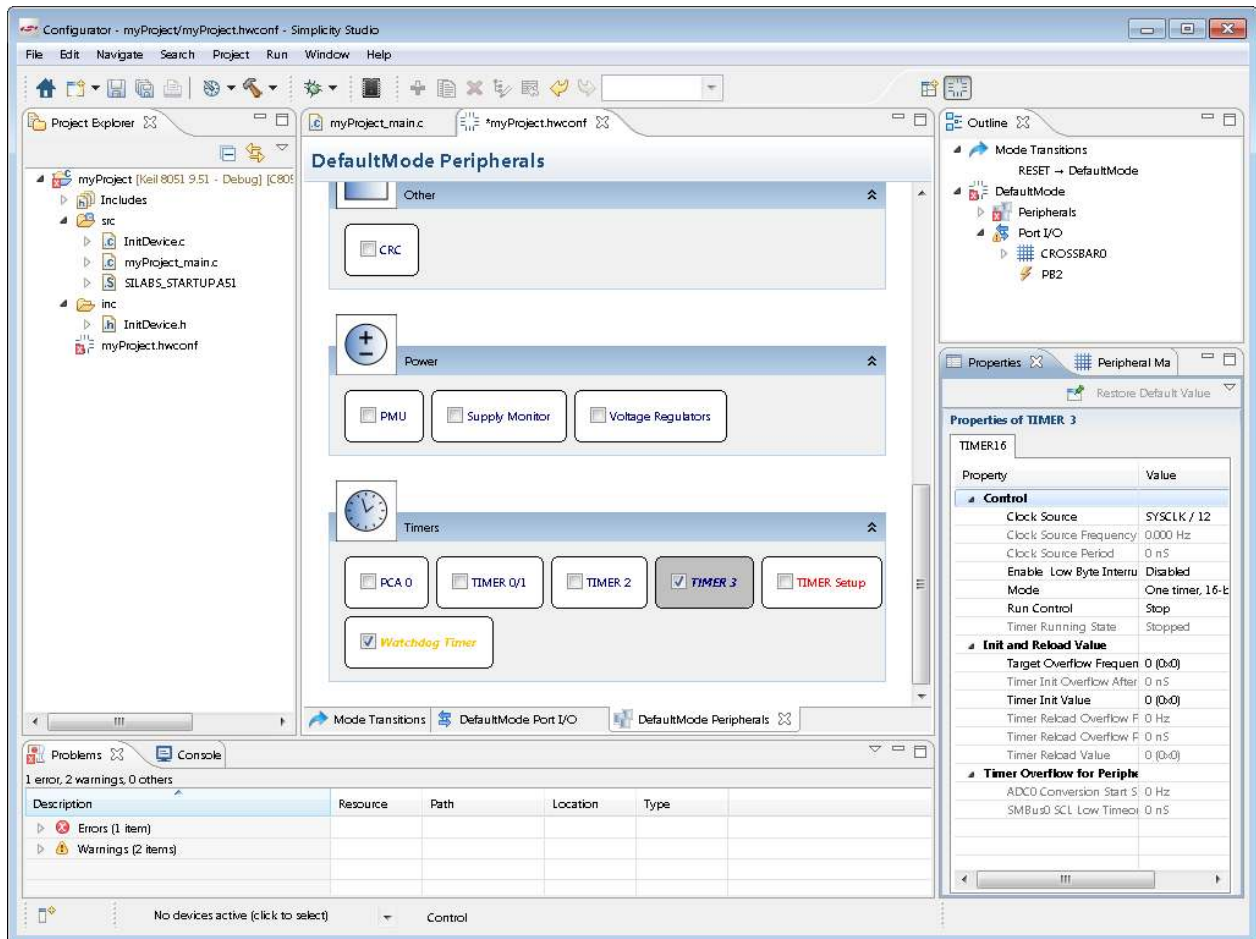 Configurator - myProject/myProject.hwconf - Simplicity Studio
File Edit Navigate Search Project Run Window Help
Project Explorer
myProject [Keil 8051 9.51 - Debug] [C805
Includes
src
InitDevice.c
myProject_main.c
SILABS_STARTUP.A51
inc
InitDevice.h
myProject.hwconf
myProject_main.c *myProject.hwconf
DefaultMode Peripherals
Other
CRC
Power
PMU Supply Monitor Voltage Regulators
Timers
PCA 0 TIMER 0/1 TIMER 2 TIMER 3 TIMER Setup
Watchdog Timer
Mode Transitions DefaultMode Port I/O DefaultMode Peripherals
Outline
Mode Transitions
RESET → DefaultMode
DefaultMode
Peripherals
Port I/O
CROSSBAR0
PB2
Properties Peripheral Ma
Restore Default Value
Properties of TIMER 3
TIMER16
Property Value
Control
Clock Source SYSCLK / 12
Clock Source Frequency 0.000 Hz
Clock Source Period 0 nS
Enable Low Byte Interru Disabled
Mode One timer, 16-b
Run Control Stop
Timer Running State Stopped
Init and Reload Value
Target Overflow Frequen 0 (0x0)
Timer Init Overflow After 0 nS
Timer Init Value 0 (0x0)
Timer Reload Overflow F 0 Hz
Timer Reload Overflow P 0 nS
Timer Reload Value 0 (0x0)
Timer Overflow for Periphe
ADC0 Conversion Start S 0 Hz
SMBus0 SCL Low Timeou 0 nS
Problems Console
1 error, 2 warnings, 0 others
Description Resource Path Location Type
Errors (1 item)
Warnings (2 items)
No devices active (click to select) Control